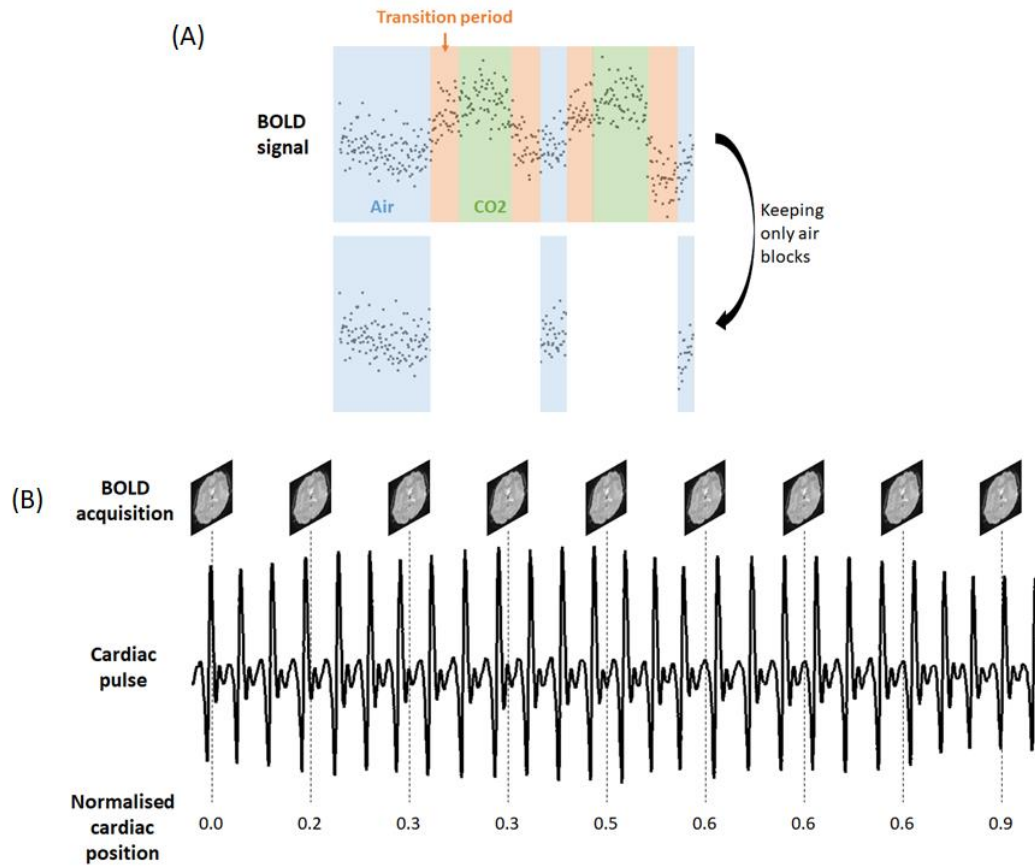 (A)
Transition period
BOLD
signal
Air
CO2
Keeping
only air
blocks
(B)
BOLD
acquisition
Cardiac
pulse
Normalised
cardiac
position
0.0 0.2 0.3 0.3 0.5 0.6 0.6 0.6 0.9